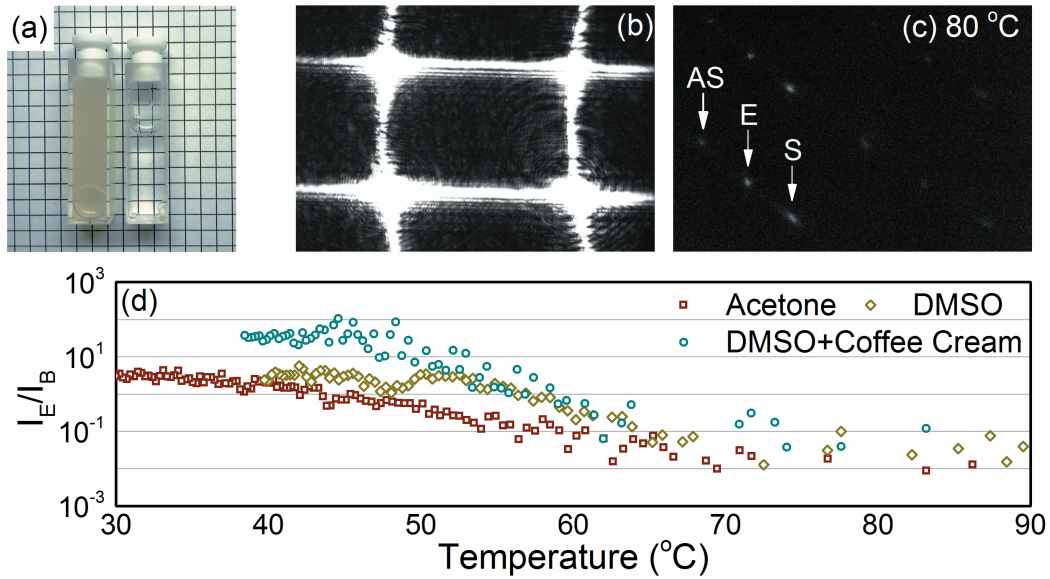 (a)
(b)
(c) 80 °C
AS
E
S
(d)
Acetone
DMSO
DMSO+Coffee Cream
I_E/I_B
10³
10¹
10⁻¹
10⁻³
30 40 50 60 70 80 90
Temperature (°C)